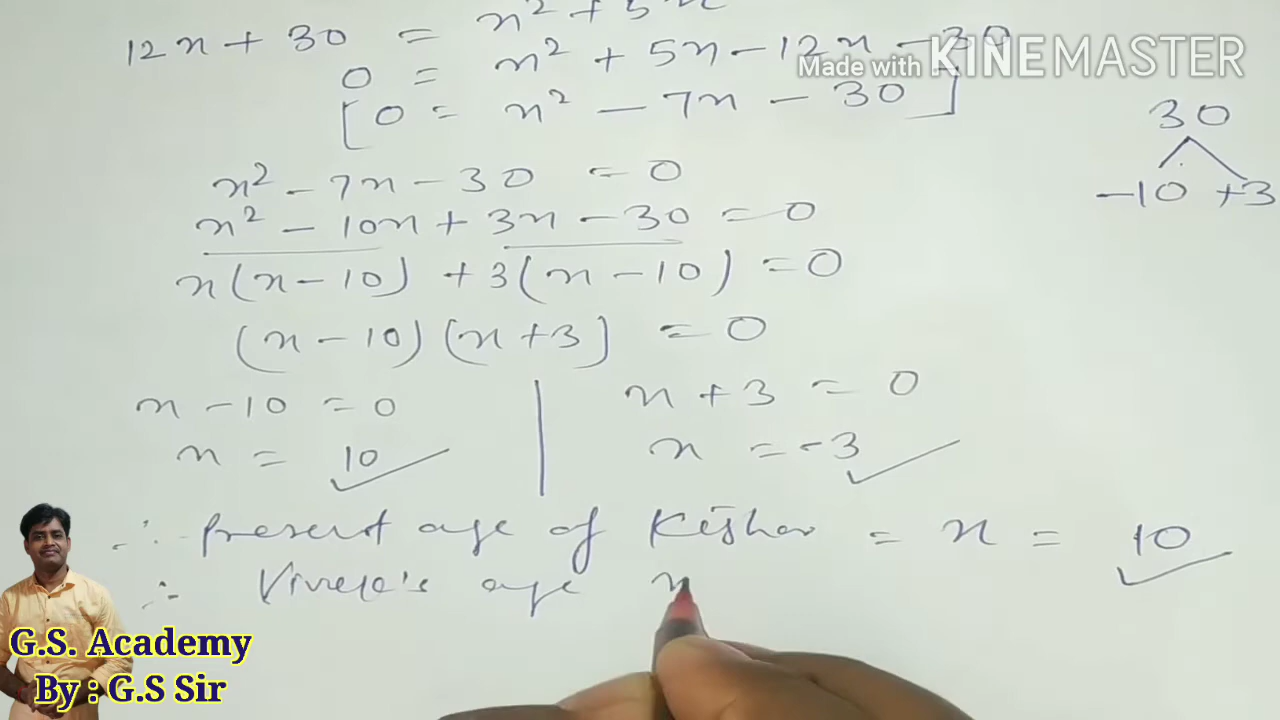 12x + 30 = x² + 5x
0 = x² + 5x - 12x - 30
Made with KINEMASTER
[0 = x² - 7x - 30]
30
-10 +3
x² - 7x - 30 = 0
x² - 10x + 3x - 30 = 0
x(x - 10) + 3(x - 10) = 0
(x - 10)(x + 3) = 0
x - 10 = 0
x = 10
x + 3 = 0
x = -3
∴ present age of Kishor = x = 10
∴ Vivek's age x
G.S. Academy
By : G.S Sir